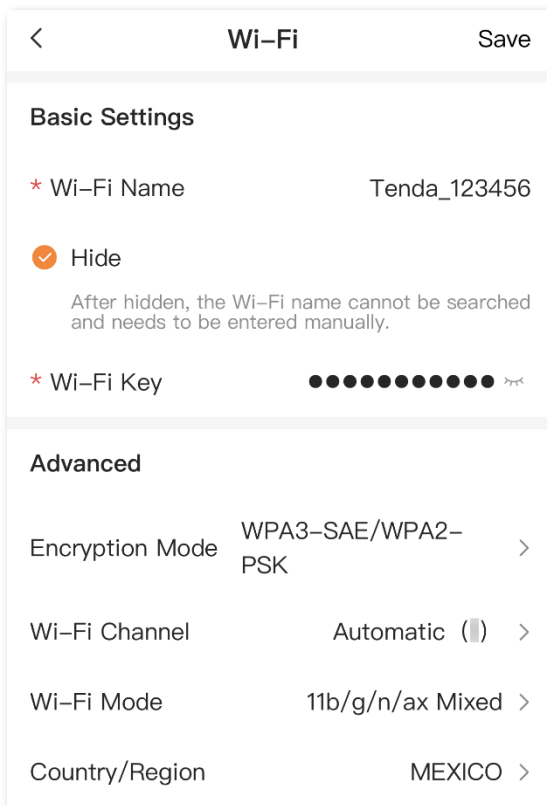 Wi-Fi Save
Basic Settings
* Wi-Fi Name Tenda_123456
Hide
After hidden, the Wi-Fi name cannot be searched
and needs to be entered manually.
* Wi-Fi Key ●●●●●●●●●●●
Advanced
Encryption Mode WPA3-SAE/WPA2-
PSK
Wi-Fi Channel Automatic ( )
Wi-Fi Mode 11b/g/n/ax Mixed
Country/Region MEXICO